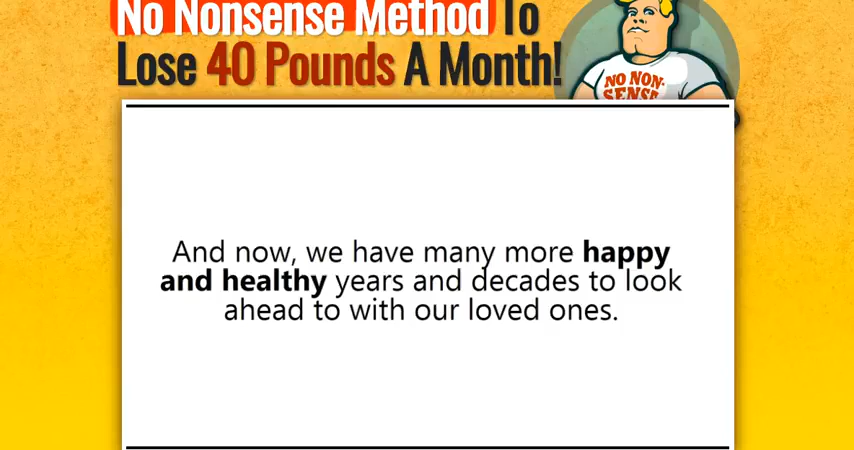 No Nonsense Method To
Lose 40 Pounds A Month!
NO NON-
SENSE
And now, we have many more happy
and healthy years and decades to look
ahead to with our loved ones.